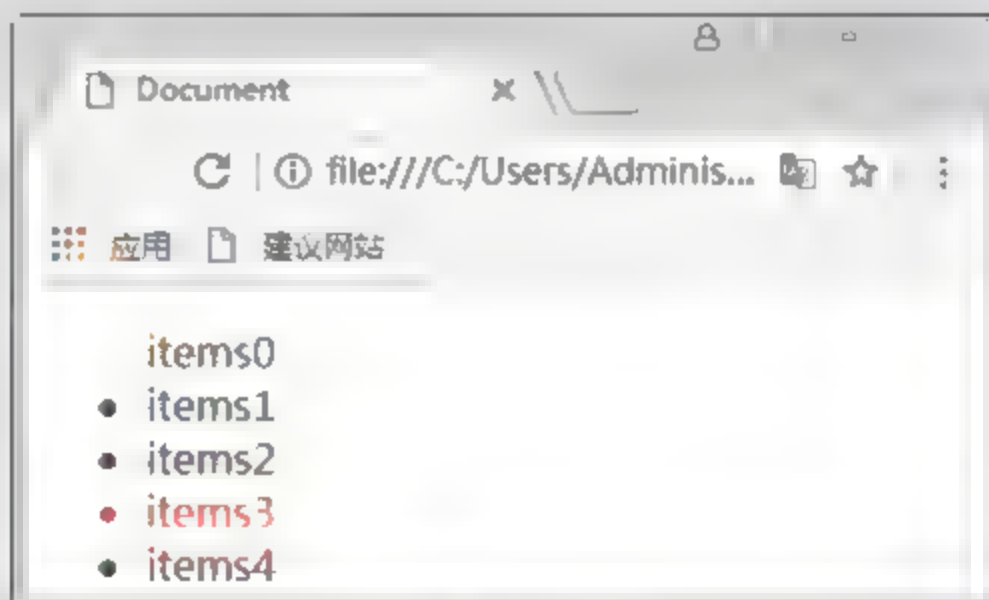 Document
file:///C:/Users/Adminis...
应用 建议网站
items0
items1
items2
items3
items4